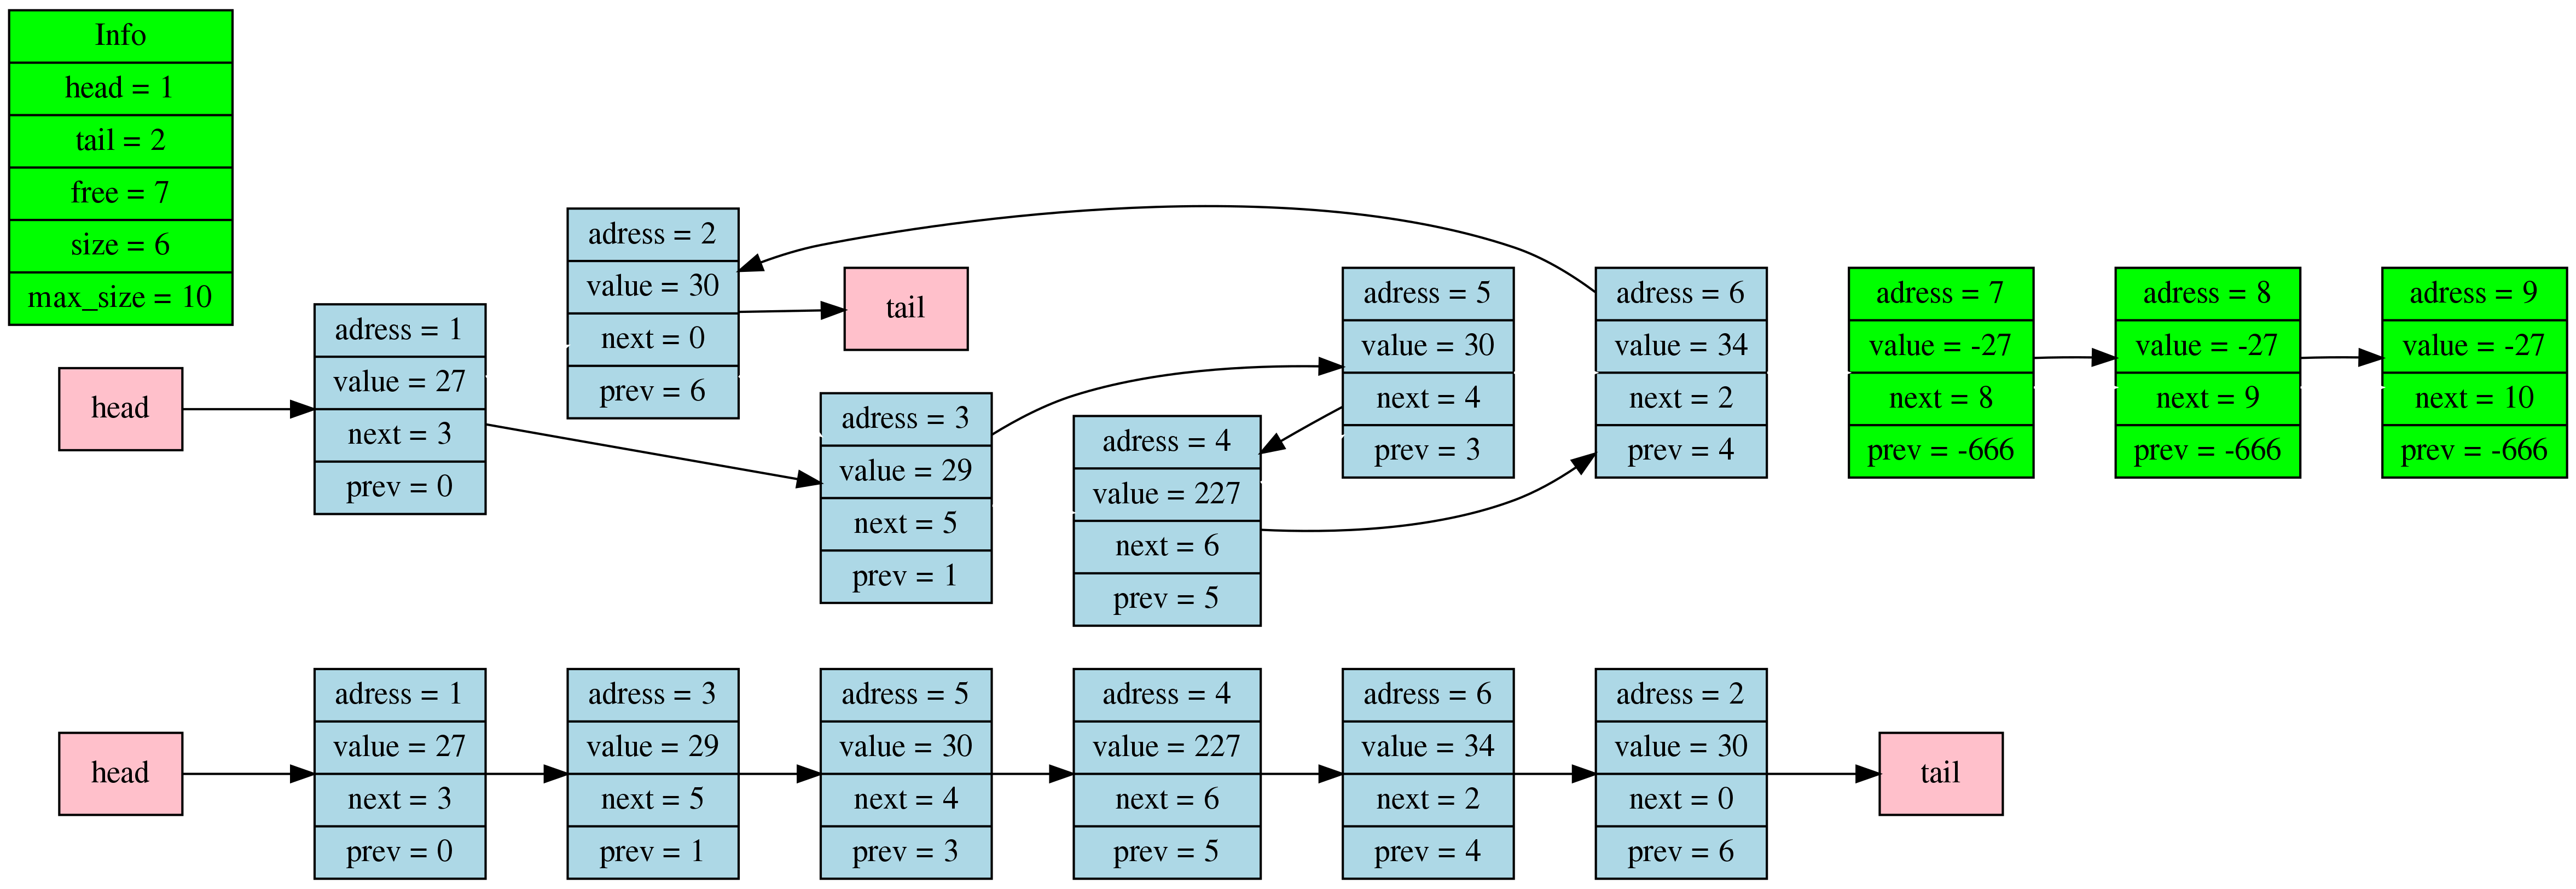 Info
head = 1
tail = 2
free = 7
size = 6
max_size = 10
head
adress = 1
value = 27
next = 3
prev = 0
adress = 2
value = 30
next = 0
prev = 6
tail
adress = 3
value = 29
next = 5
prev = 1
adress = 4
value = 227
next = 6
prev = 5
adress = 5
value = 30
next = 4
prev = 3
adress = 6
value = 34
next = 2
prev = 4
adress = 7
value = -27
next = 8
prev = -666
adress = 8
value = -27
next = 9
prev = -666
adress = 9
value = -27
next = 10
prev = -666
head
adress = 1
value = 27
next = 3
prev = 0
adress = 3
value = 29
next = 5
prev = 1
adress = 5
value = 30
next = 4
prev = 3
adress = 4
value = 227
next = 6
prev = 5
adress = 6
value = 34
next = 2
prev = 4
adress = 2
value = 30
next = 0
prev = 6
tail